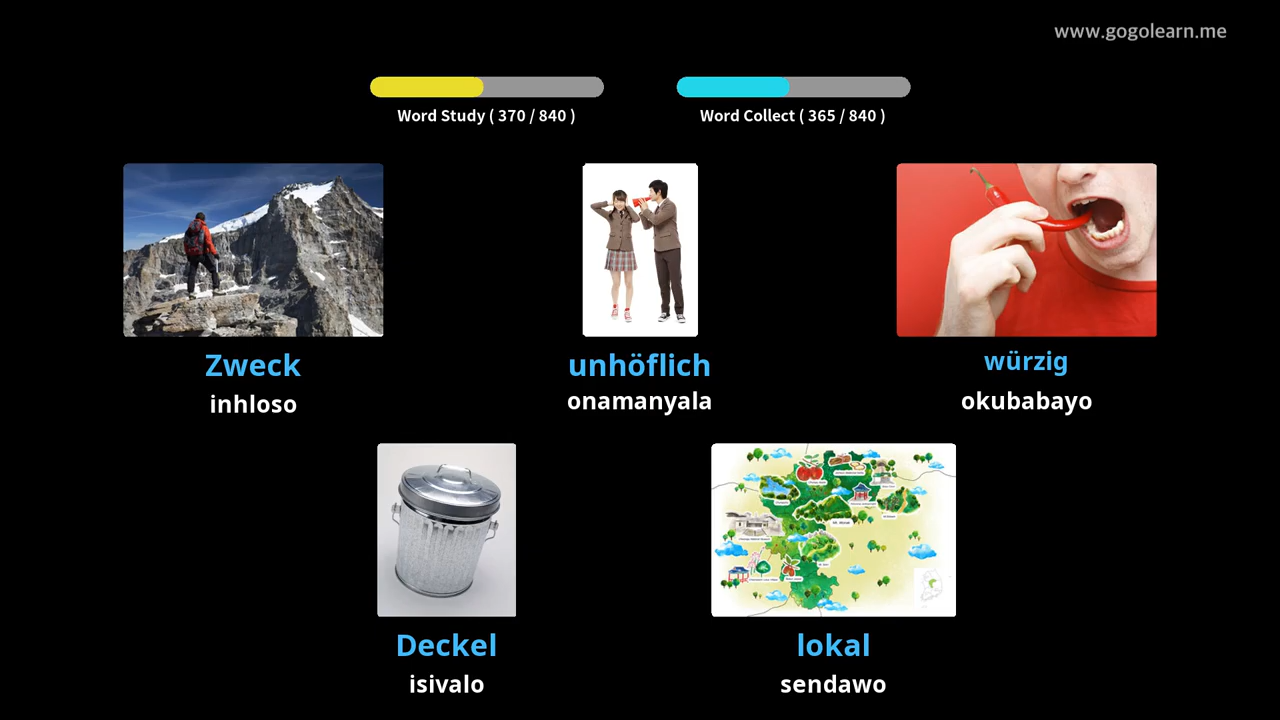 www.gogolearn.me
Word Study ( 370 / 840 )
Word Collect ( 365 / 840 )
Zweck
inhloso
unhöflich
onamanyala
würzig
okubabayo
Deckel
isivalo
lokal
sendawo